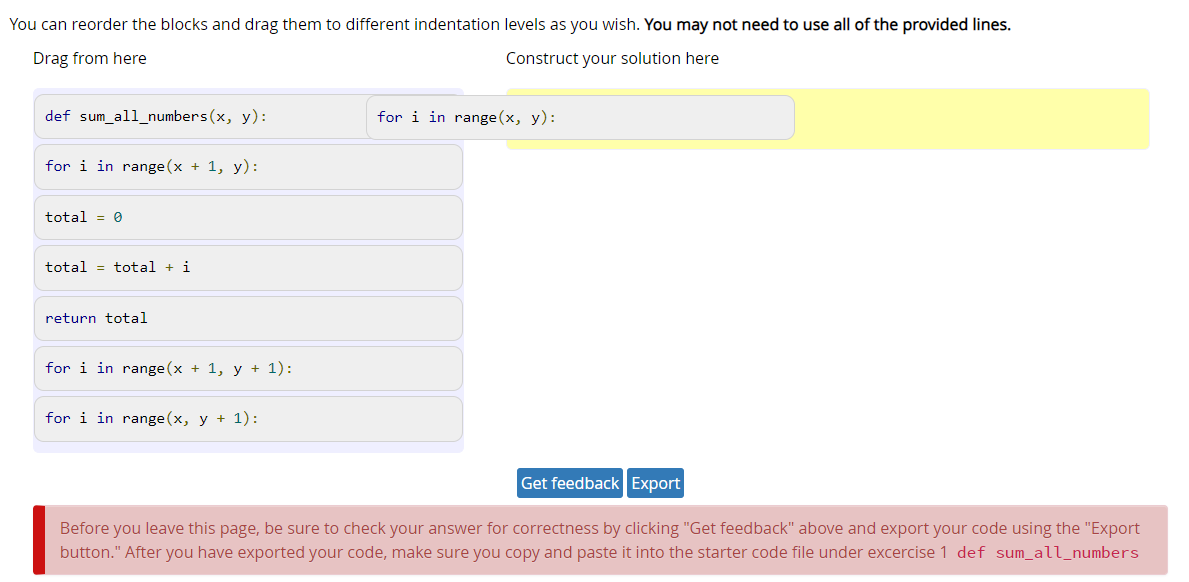 You can reorder the blocks and drag them to different indentation levels as you wish. You may not need to use all of the provided lines.
Drag from here
Construct your solution here
def sum_all_numbers(x, y):
for i in range(x, y):
for i in range(x + 1, y):
total = 0
total = total + i
return total
for i in range(x + 1, y + 1):
for i in range(x, y + 1):
Get feedback
Export
Before you leave this page, be sure to check your answer for correctness by clicking "Get feedback" above and export your code using the "Export
button." After you have exported your code, make sure you copy and paste it into the starter code file under excercise 1 def sum_all_numbers